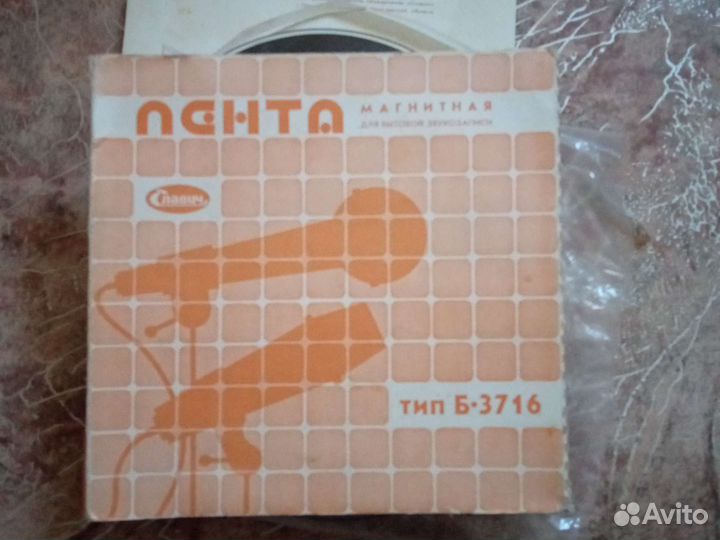 ЛЕНТА
МАГНИТНАЯ
ДЛЯ БЫТОВОЙ ЗВУКОЗАПИСИ
Славич
ТИП Б-3716
Avito